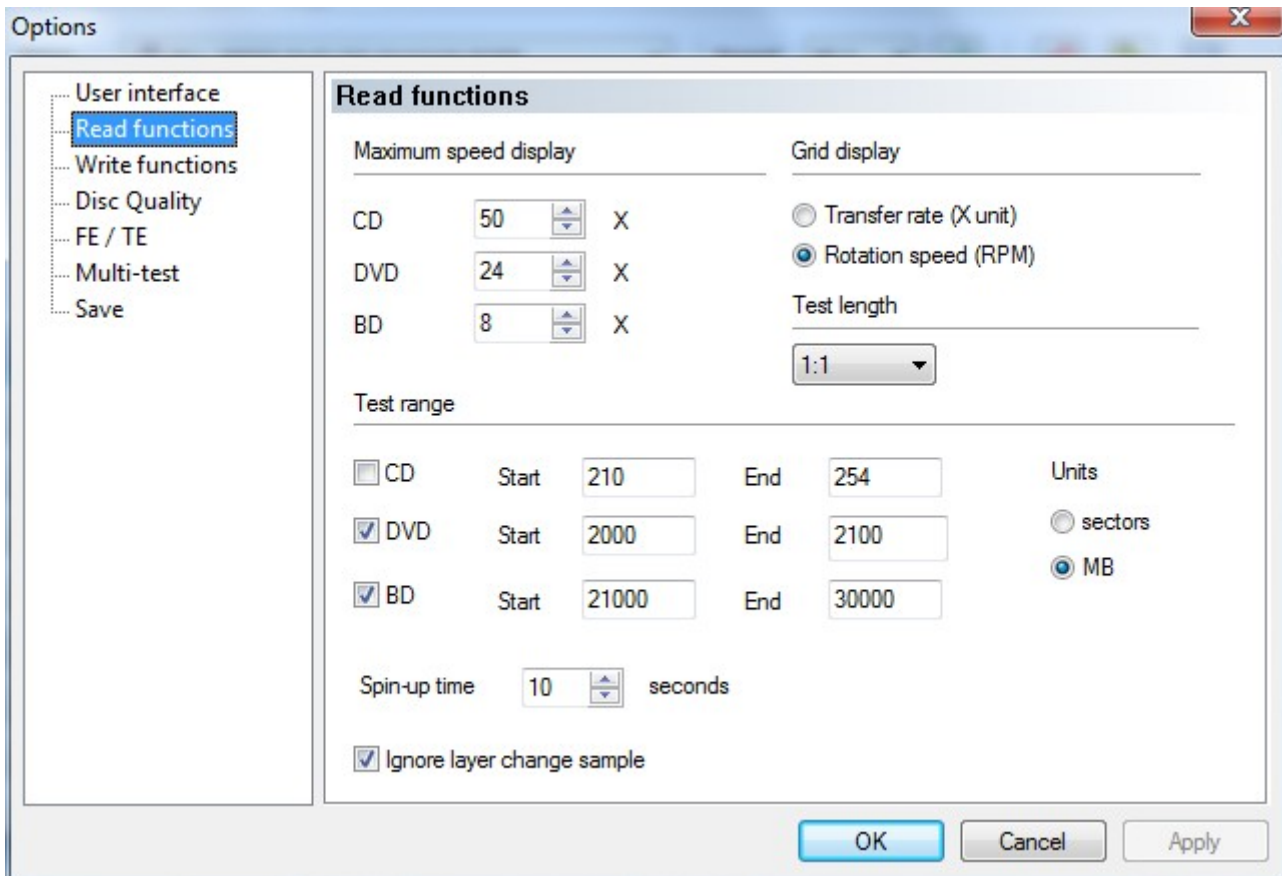 Options
User interface
Read functions
Write functions
Disc Quality
FE / TE
Multi-test
Save
Read functions
Maximum speed display
CD 50 X
DVD 24 X
BD 8 X
Grid display
Transfer rate (X unit)
Rotation speed (RPM)
Test length
1:1
Test range
CD Start 210 End 254
DVD Start 2000 End 2100
BD Start 21000 End 30000
Units
sectors
MB
Spin-up time 10 seconds
Ignore layer change sample
OK Cancel Apply